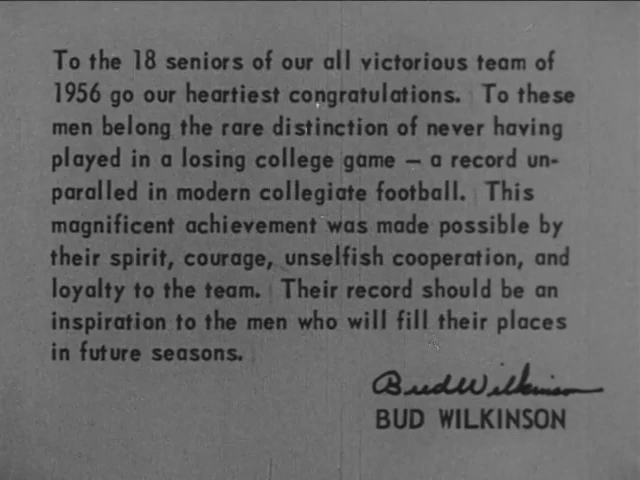 To the 18 seniors of our all victorious team of
1956 go our heartiest congratulations. To these
men belong the rare distinction of never having
played in a losing college game — a record un-
paralled in modern collegiate football. This
magnificent achievement was made possible by
their spirit, courage, unselfish cooperation, and
loyalty to the team. Their record should be an
inspiration to the men who will fill their places
in future seasons.
Bud Wilkinson
BUD WILKINSON